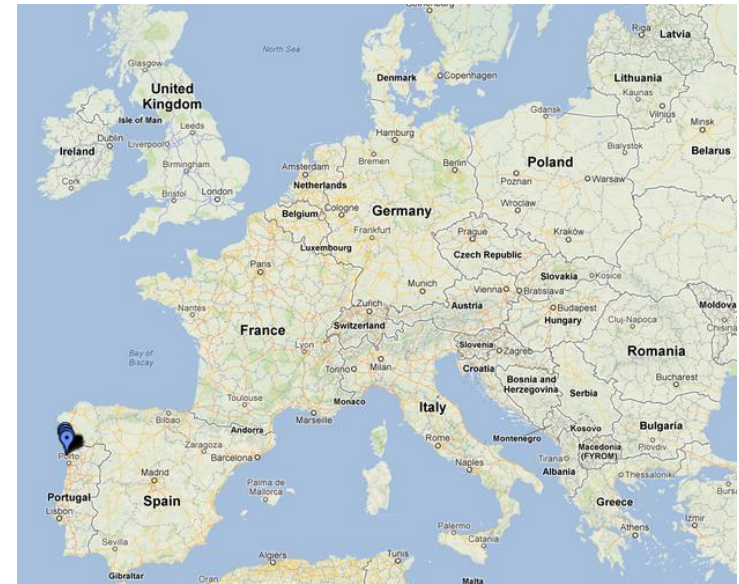 Gothenburg
Riga
Latvia
Glasgow
North Sea
Denmark
Copenhagen
Lithuania
Kaunas
Vilnius
United
Kingdom
Isle of Man
Leeds
Gdansk
Minsk
Dublin
Liverpool
Hamburg
Bialystok
Belarus
Ireland
Birmingham
Amsterdam
Bremen
Berlin
Poland
Poznan
Warsaw
Cork
Bristol
London
Netherlands
Wroclaw
Belgium
Cologne
Germany
Frankfurt
Prague
Kraków
Luxembourg
Czech Republic
Paris
Slovakia
Košice
Munich
Vienna
Bratislava
Nantes
Zurich
Austria
Budapest
Moldova
Switzerland
Hungary
Cluj-Napoca
Chisinau
France
Slovenia
Zagreb
Lyon
Torino
Milan
Croatia
Romania
Bay of
Biscay
Bosnia and
Herzegovina
Serbia
Bucharest
Toulouse
Monaco
Bilbao
Marseille
Italy
Andorra
Kosovo
Bulgaria
Zaragoza
Rome
Montenegro
Macedonia
(FYROM)
Plovdiv
Porto
Barcelona
Tirana
Madrid
Naples
Albania
Palma de
Mallorca
Thessaloniki
Bursa
Portugal
Spain
Greece
Lisbon
Palermo
Athens
Izmir
Catania
Sevilla
Algiers
Tunis
Gibraltar
Oran
Malta